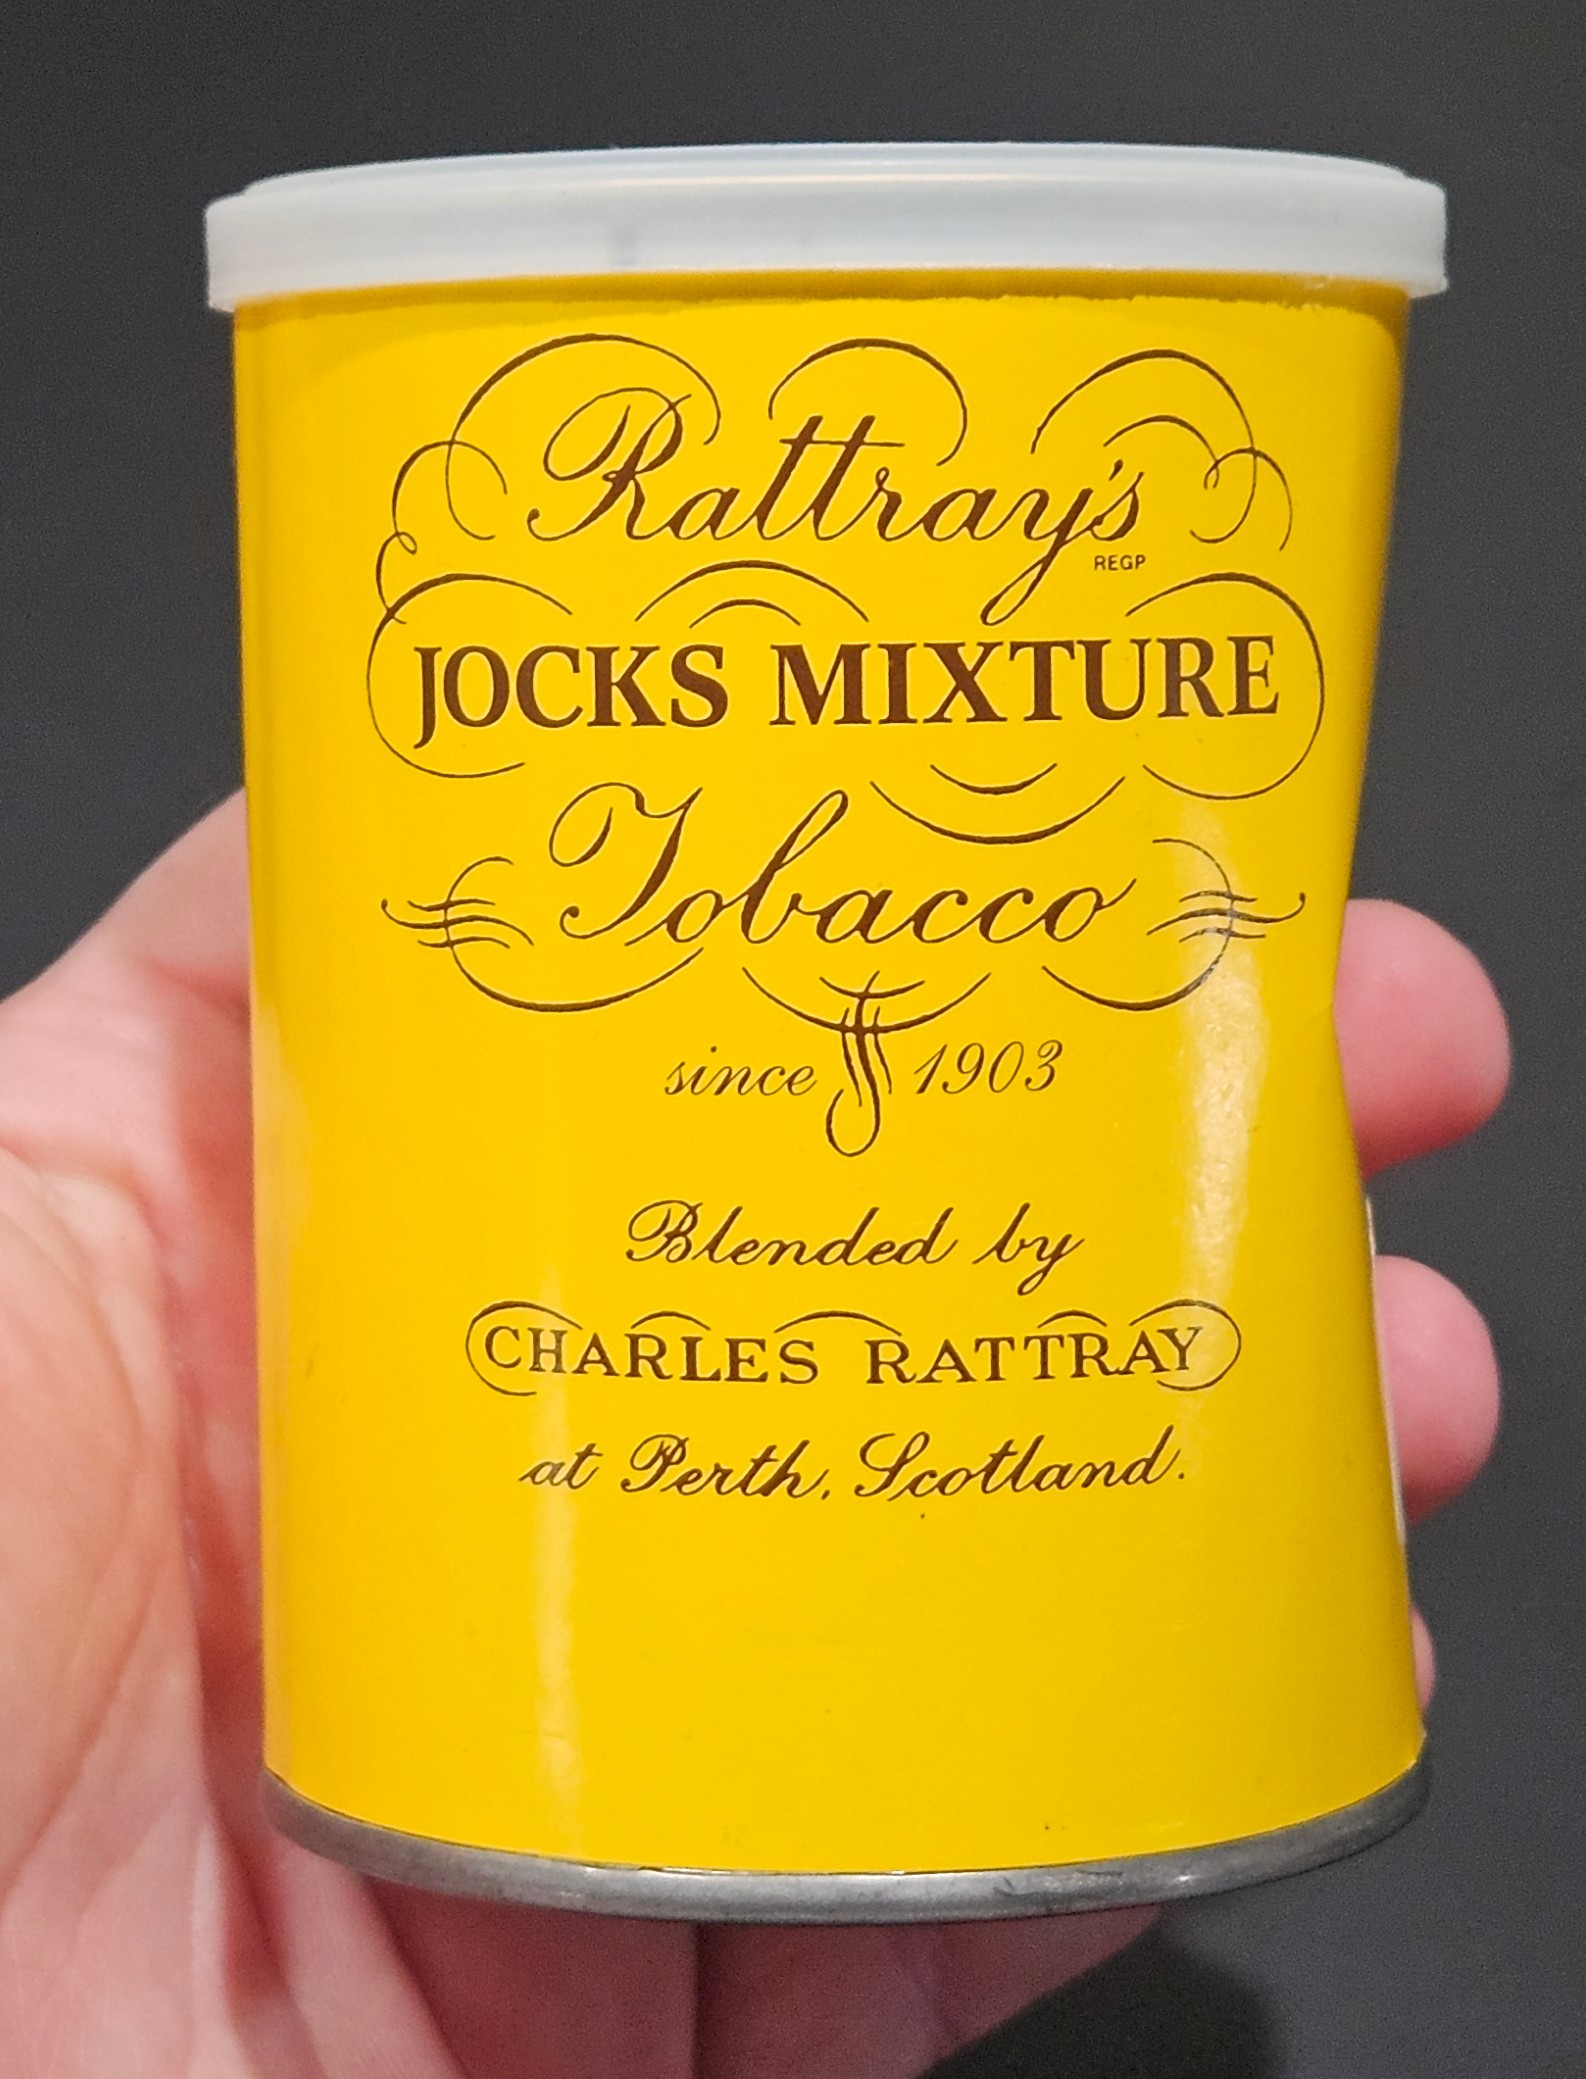 Rattray's
REGP
JOCKS MIXTURE
Tobacco
since 1903
Blended by
CHARLES RATTRAY
at Perth, Scotland.